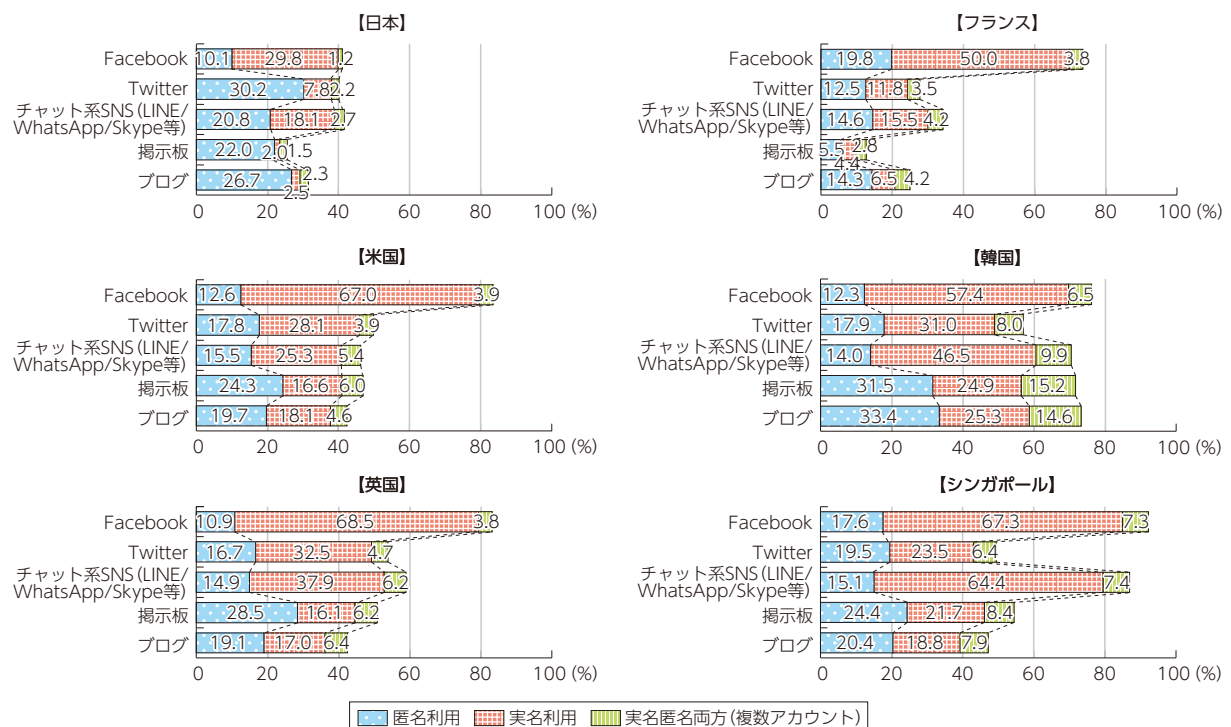 【日本】
Facebook 10.1 29.8 1.2
Twitter 30.2 7.8 2.2
チャット系SNS(LINE/
WhatsApp/Skype等) 20.8 18.1 2.7
掲示板 22.0 2.0 1.5
ブログ 26.7 2.5 2.3
0 20 40 60 80 100 (%)
【フランス】
Facebook 19.8 50.0 3.8
Twitter 12.5 11.8 3.5
チャット系SNS(LINE/
WhatsApp/Skype等) 14.6 15.5 4.2
掲示板 5.5 4.4 2.8
ブログ 14.3 6.5 4.2
0 20 40 60 80 100 (%)
【米国】
Facebook 12.6 67.0 3.9
Twitter 17.8 28.1 3.9
チャット系SNS(LINE/
WhatsApp/Skype等) 15.5 25.3 5.4
掲示板 24.3 16.6 6.0
ブログ 19.7 18.1 4.6
0 20 40 60 80 100 (%)
【韓国】
Facebook 12.3 57.4 6.5
Twitter 17.9 31.0 8.0
チャット系SNS(LINE/
WhatsApp/Skype等) 14.0 46.5 9.9
掲示板 31.5 24.9 15.2
ブログ 33.4 25.3 14.6
0 20 40 60 80 100 (%)
【英国】
Facebook 10.9 68.5 3.8
Twitter 16.7 32.5 4.7
チャット系SNS(LINE/
WhatsApp/Skype等) 14.9 37.9 6.2
掲示板 28.5 16.1 6.2
ブログ 19.1 17.0 6.4
0 20 40 60 80 100 (%)
【シンガポール】
Facebook 17.6 67.3 7.3
Twitter 19.5 23.5 6.4
チャット系SNS(LINE/
WhatsApp/Skype等) 15.1 64.4 7.4
掲示板 24.4 21.7 8.4
ブログ 20.4 18.8 7.9
0 20 40 60 80 100 (%)
匿名利用 実名利用 実名匿名両方(複数アカウント)